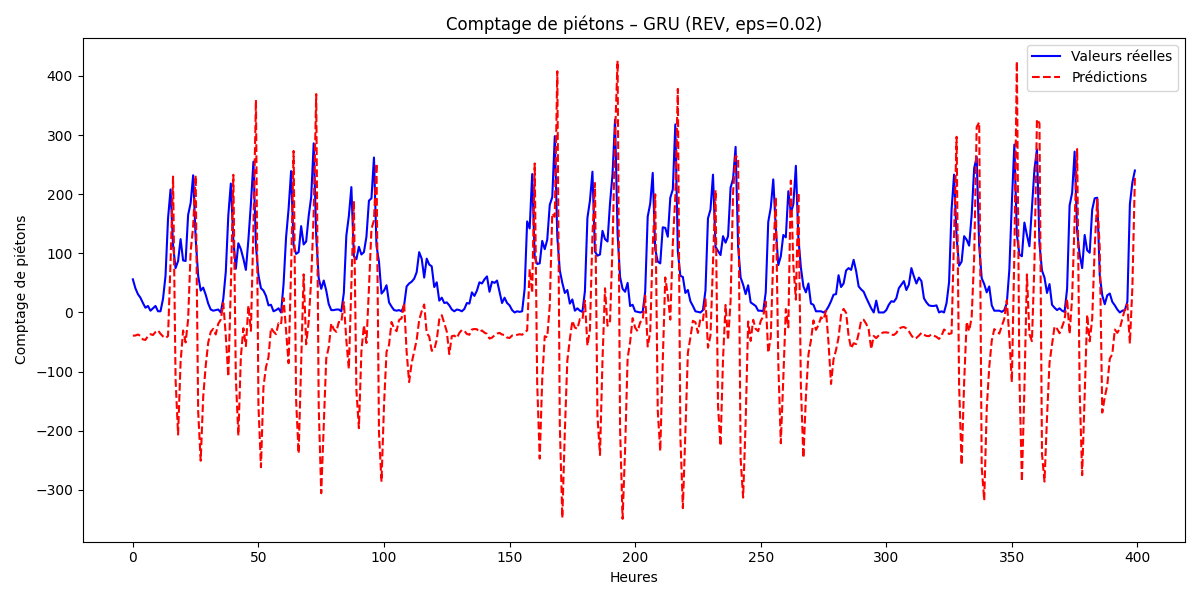 Comptage de piétons – GRU (REV, eps=0.02)
Valeurs réelles
Prédictions
Comptage de piétons
400
300
200
100
0
−100
−200
−300
0 50 100 150 200 250 300 350 400
Heures